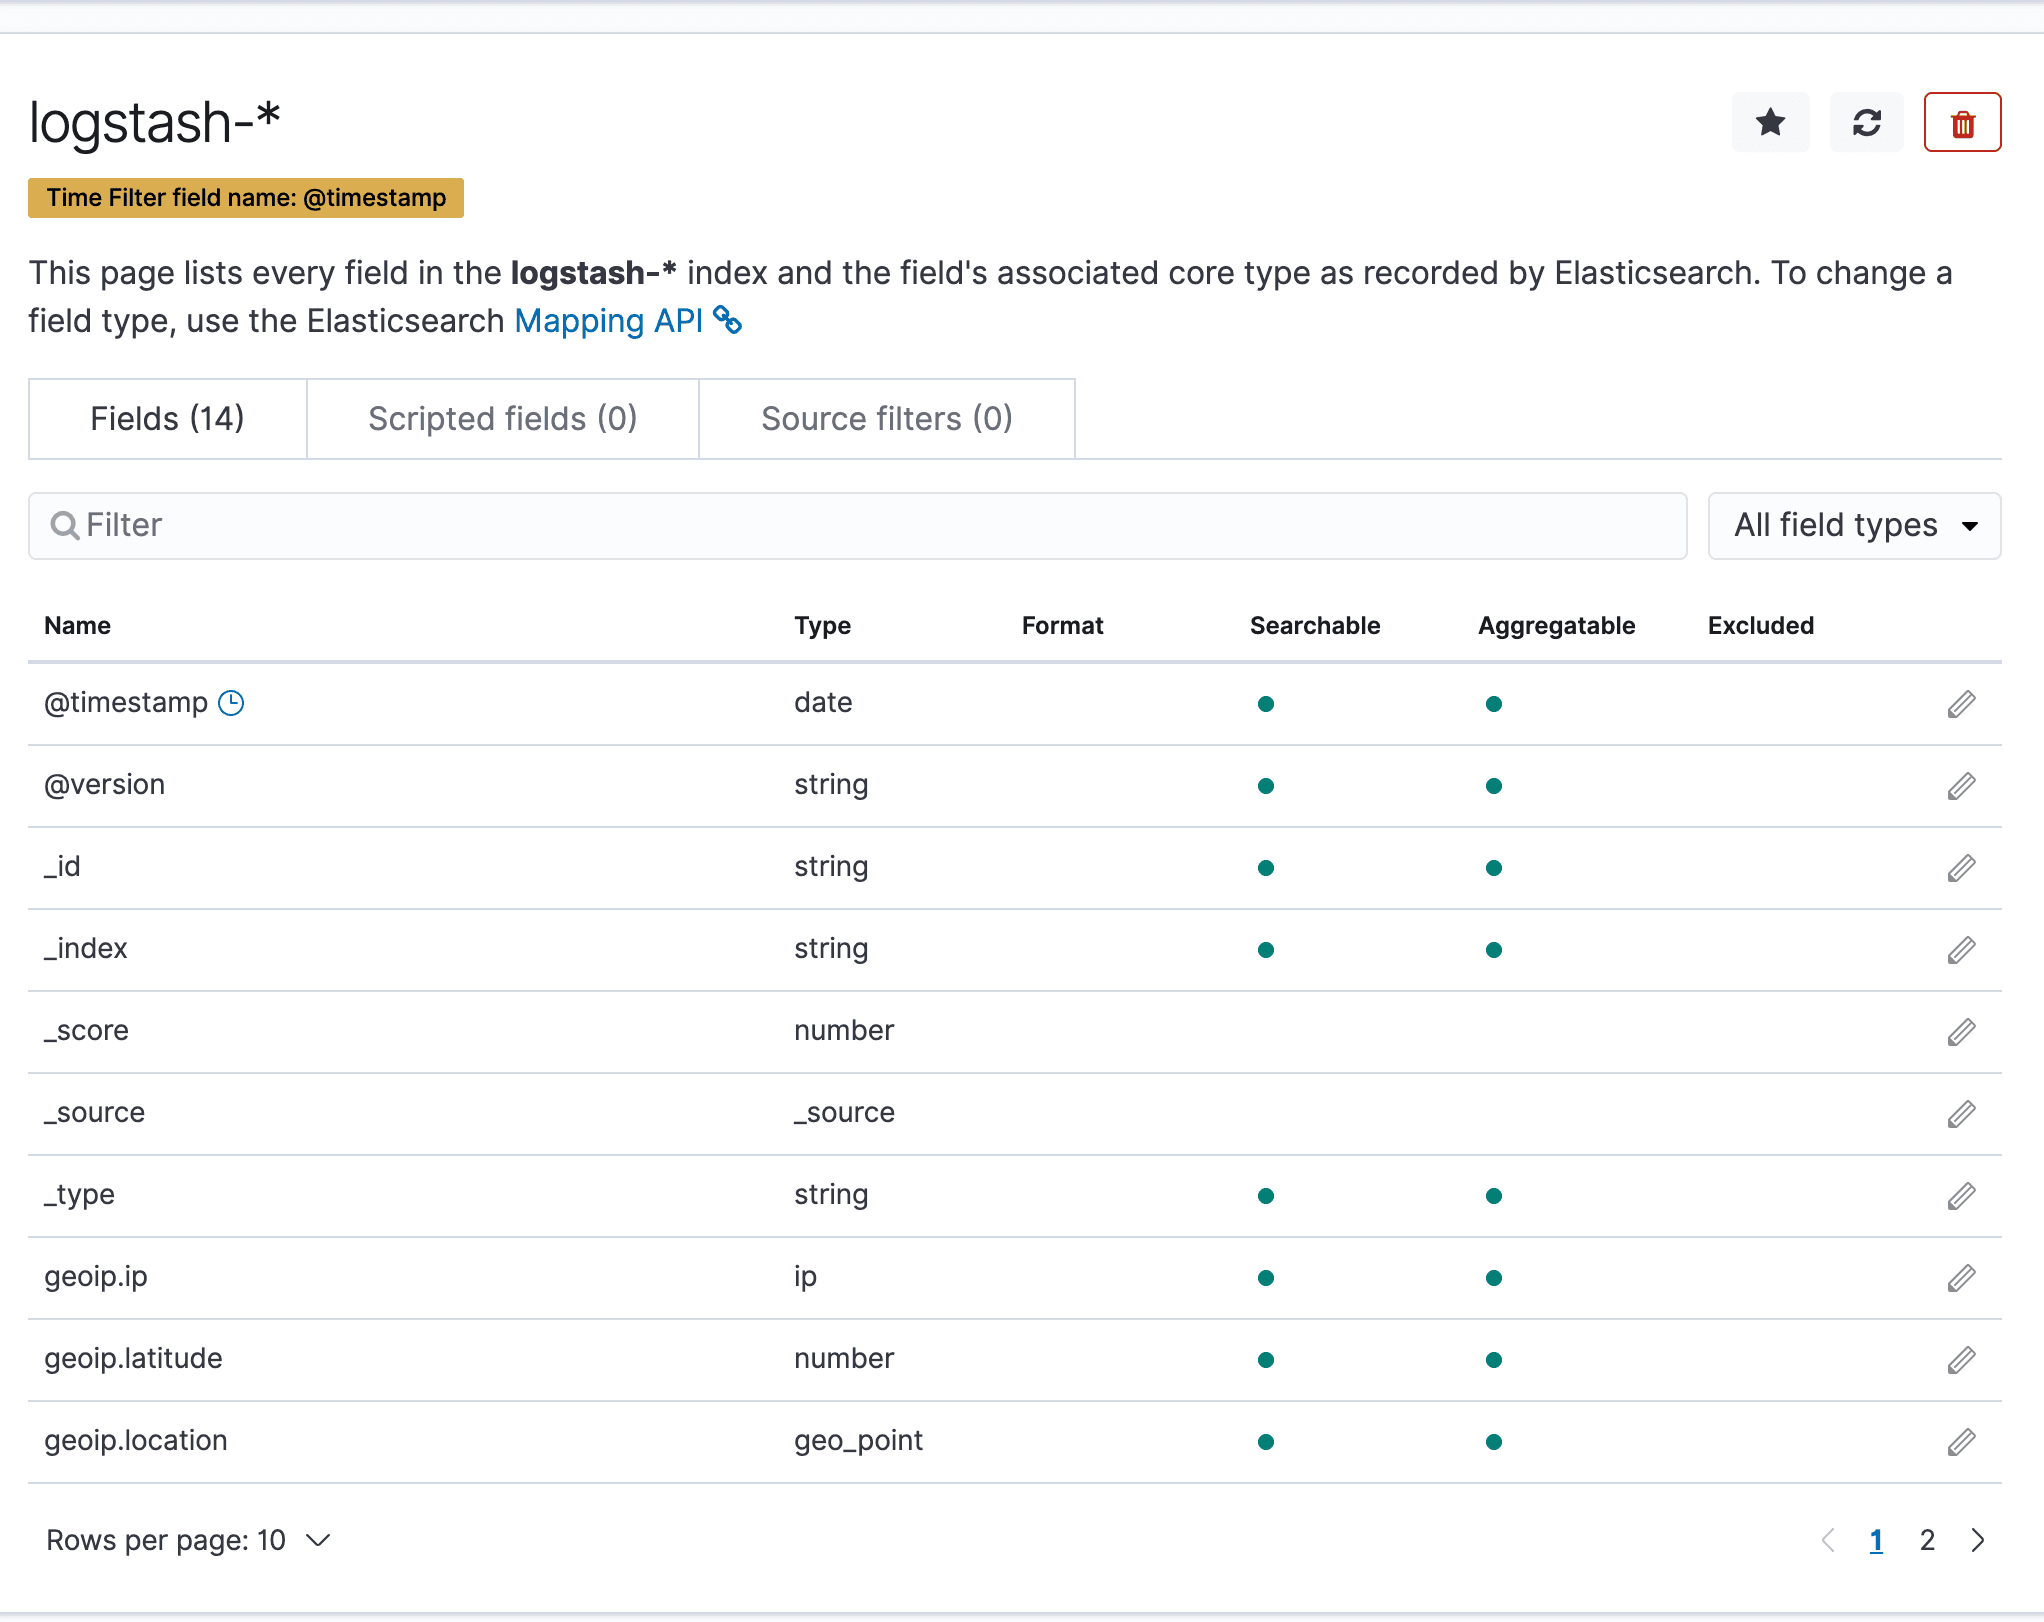 logstash-*
Time Filter field name: @timestamp
This page lists every field in the logstash-* index and the field's associated core type as recorded by Elasticsearch. To change a
field type, use the Elasticsearch Mapping API
Fields (14) Scripted fields (0) Source filters (0)
Filter All field types
Name Type Format Searchable Aggregatable Excluded
@timestamp date
@version string
_id string
_index string
_score number
_source _source
_type string
geoip.ip ip
geoip.latitude number
geoip.location geo_point
Rows per page: 10 1 2